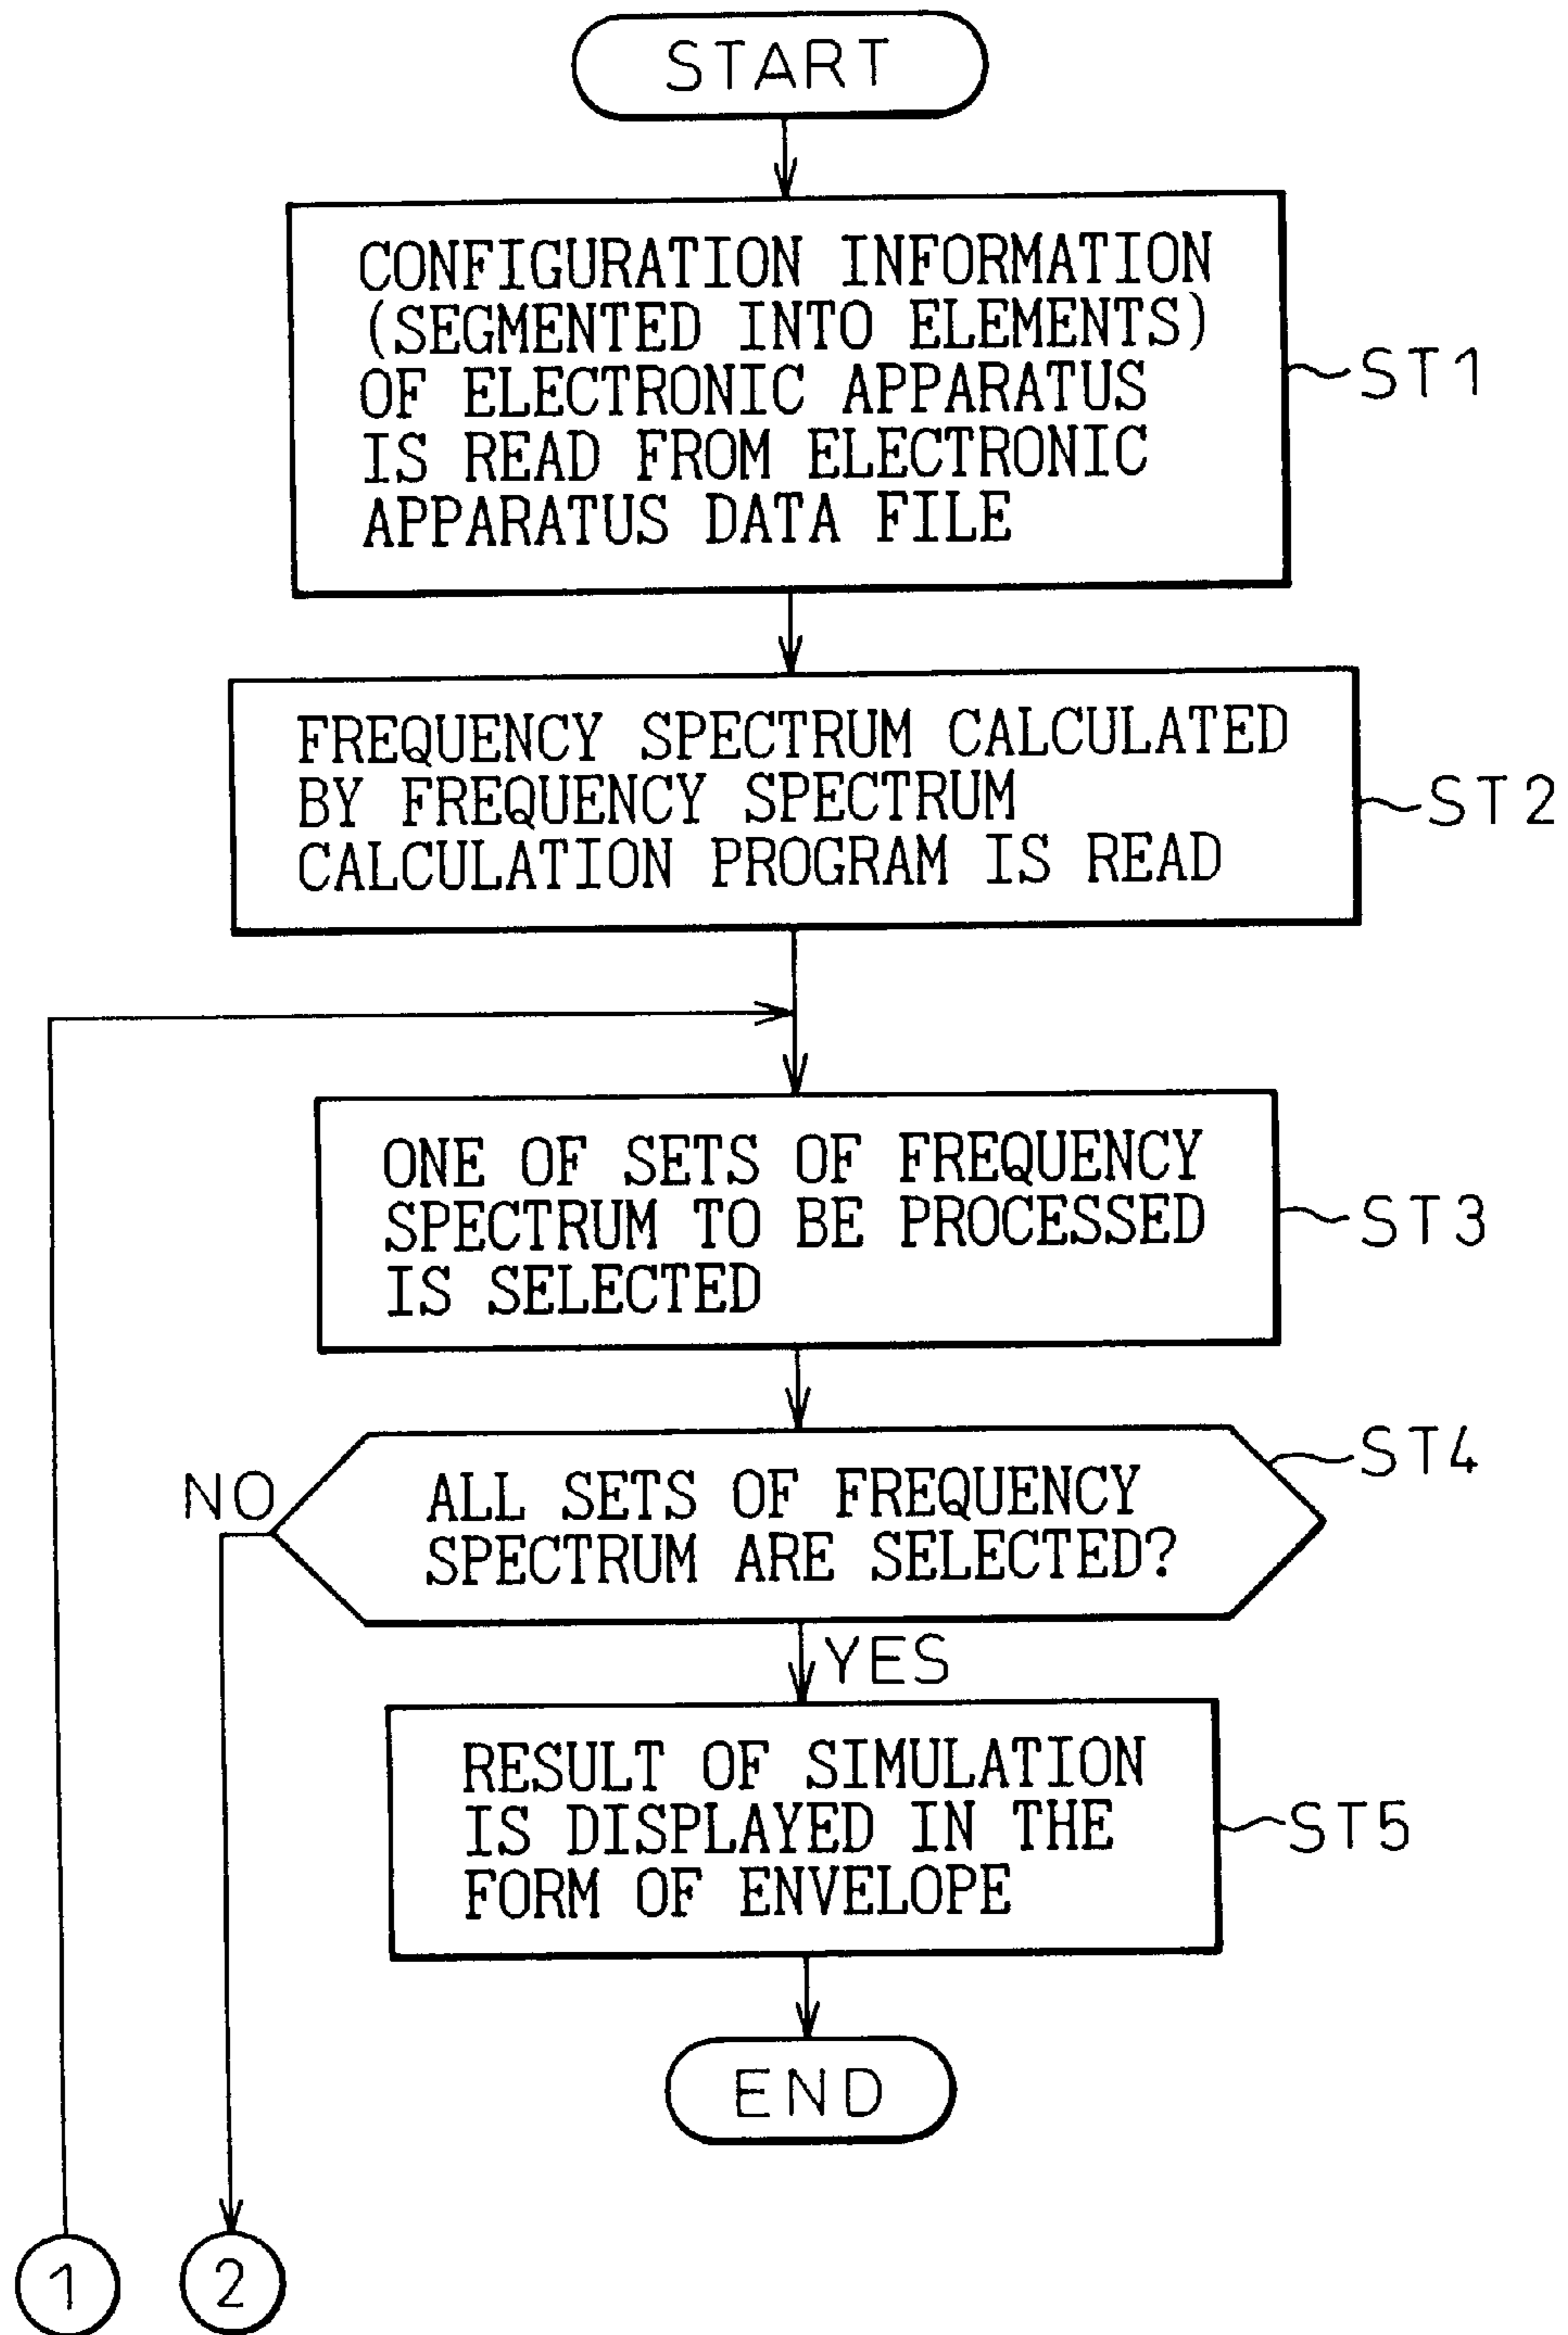 START
CONFIGURATION INFORMATION
(SEGMENTED INTO ELEMENTS)
OF ELECTRONIC APPARATUS
IS READ FROM ELECTRONIC
APPARATUS DATA FILE
ST1
FREQUENCY SPECTRUM CALCULATED
BY FREQUENCY SPECTRUM
CALCULATION PROGRAM IS READ
ST2
ONE OF SETS OF FREQUENCY
SPECTRUM TO BE PROCESSED
IS SELECTED
ST3
NO
ALL SETS OF FREQUENCY
SPECTRUM ARE SELECTED?
ST4
YES
RESULT OF SIMULATION
IS DISPLAYED IN THE
FORM OF ENVELOPE
ST5
END
1
2